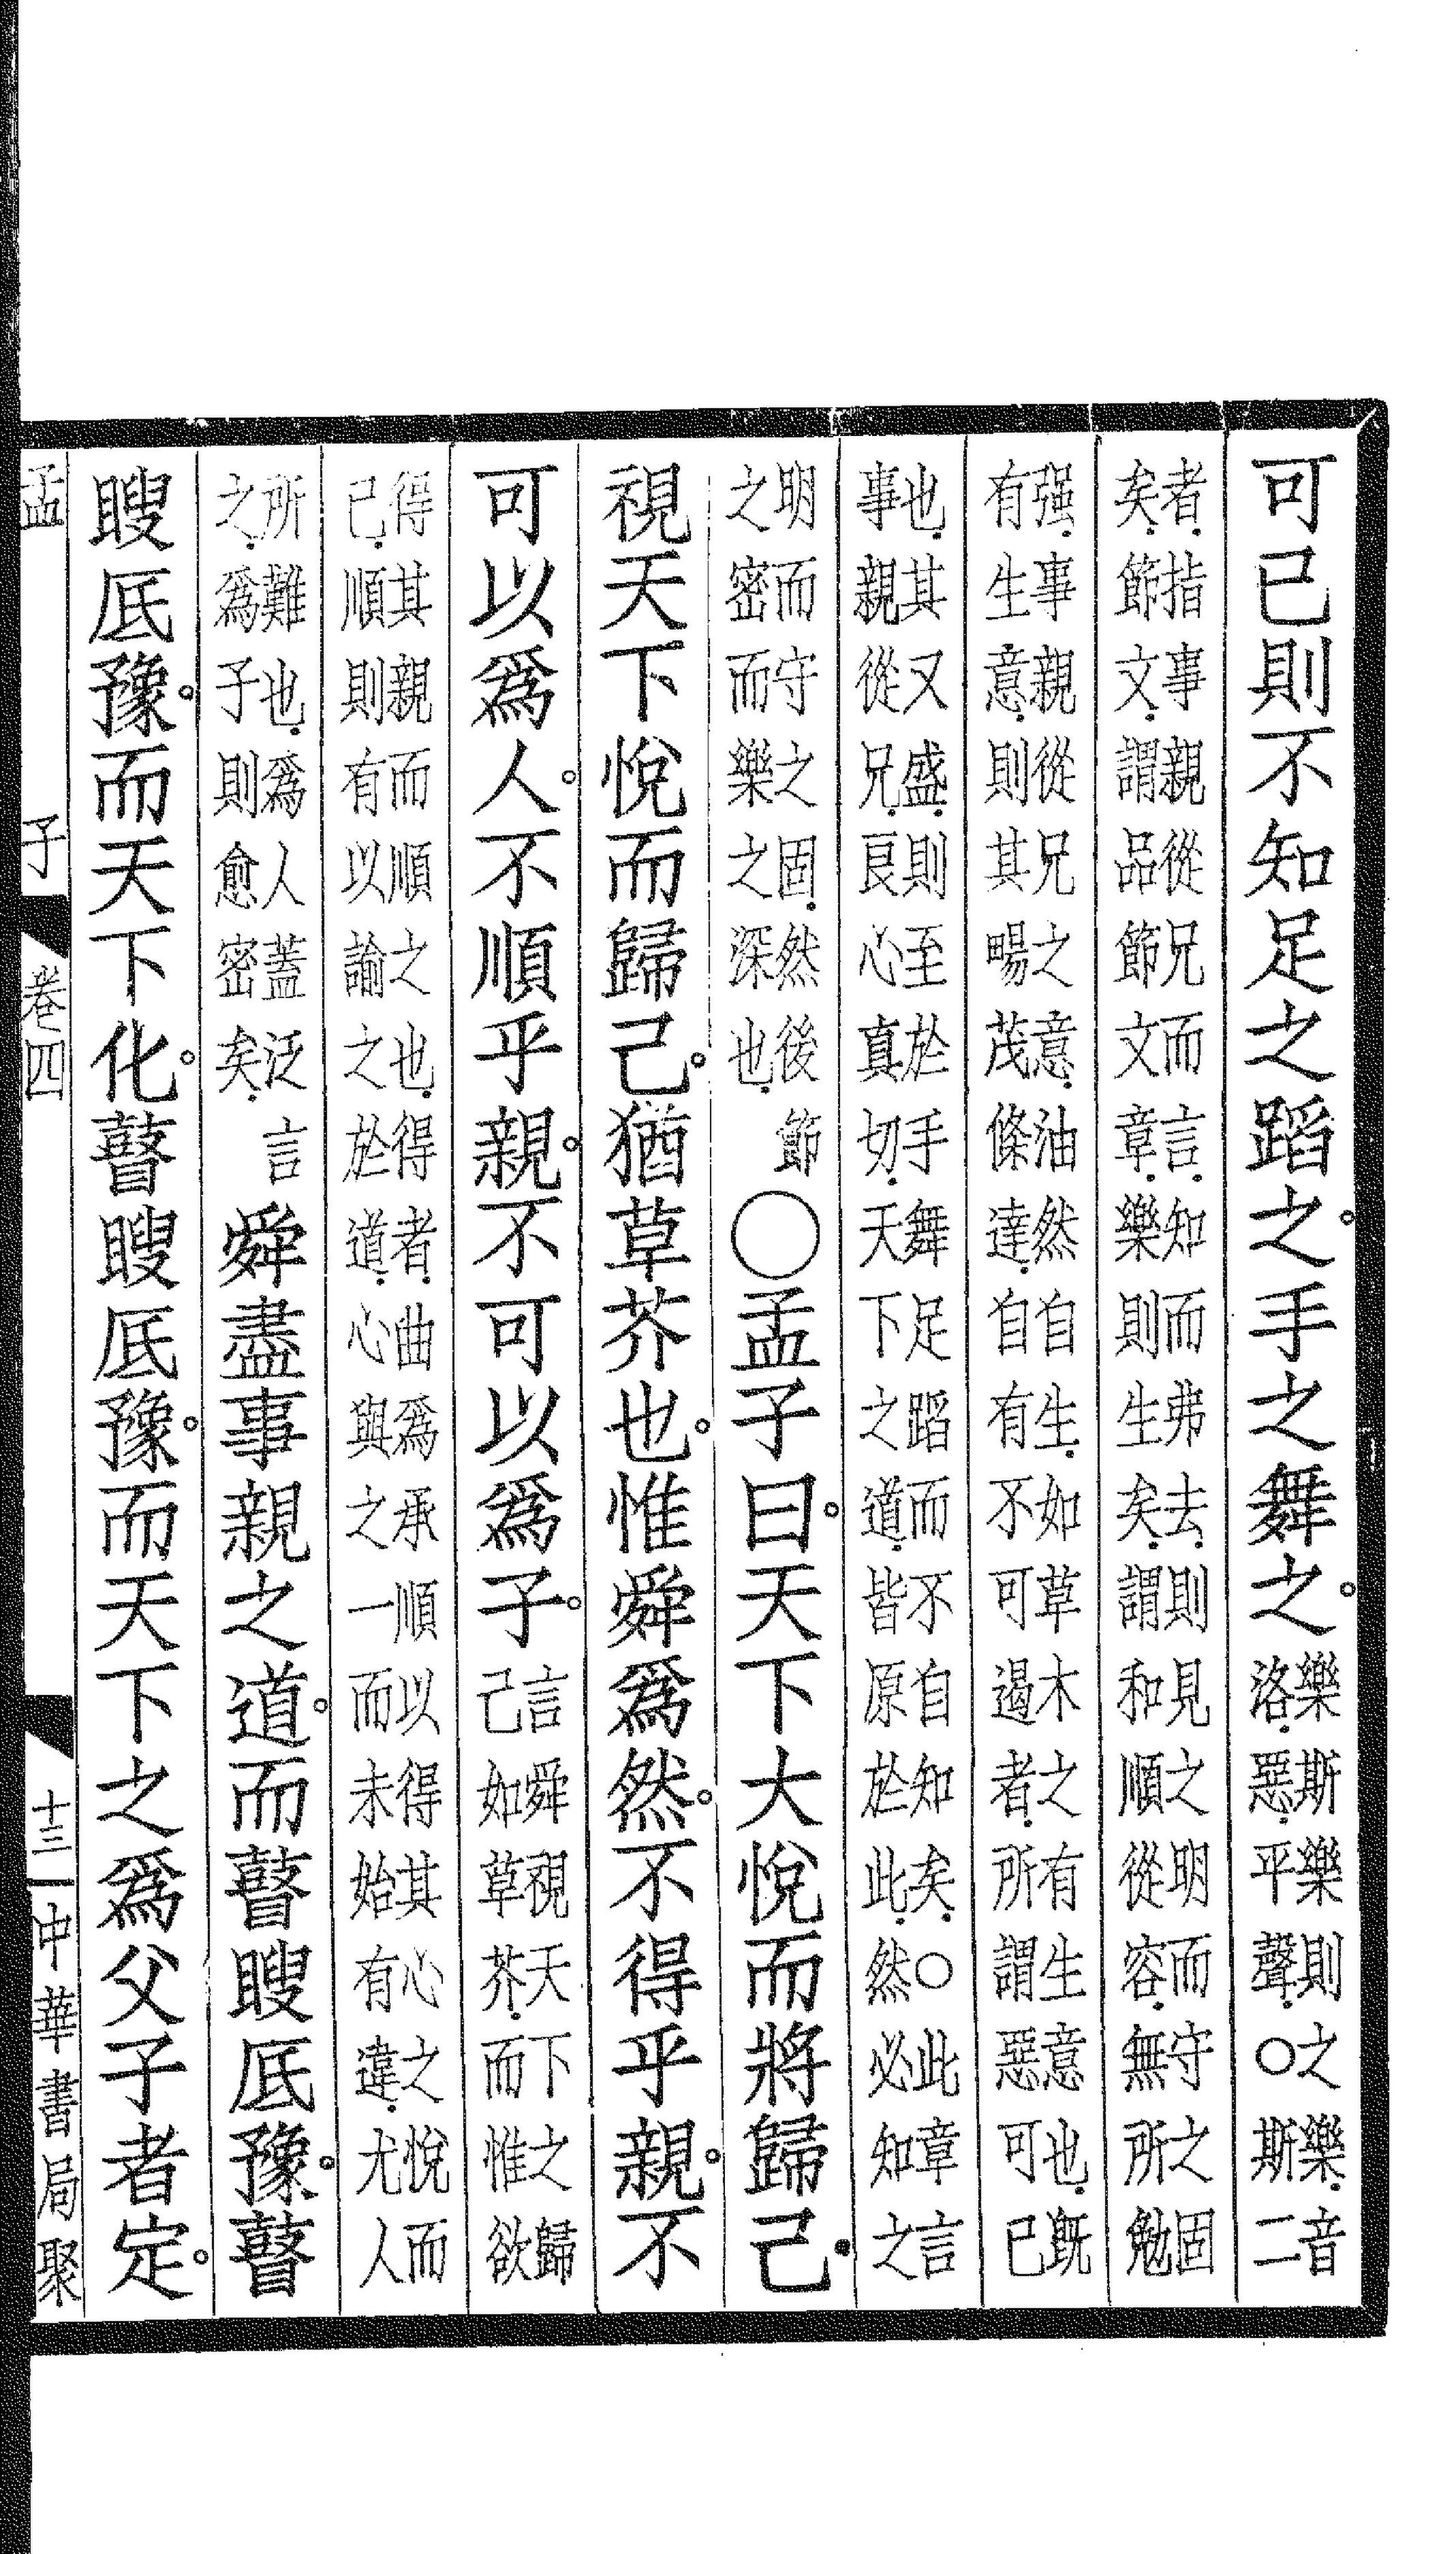 可已則不知足之蹈之。手之舞之。
樂斯樂則之樂.音
洛.惡.平聲.○斯二
者.指事親從兄而言.知而弗去.則見之明而守之固
矣.節文.謂品節文章.樂則生矣.謂和順從容.無所勉
强.事親從兄之意.油然自生.如草木之有生意也.既
有生意.則其暢茂條達.自有不可遏者.所謂惡可已
也.其又盛.則至於手舞足蹈而不自知矣.○此章言
事親從兄.良心真切.天下之道.皆原於此.然必知之
明而守之固.然後節
之密而樂之深也.
○孟子曰。天下大悅而將歸己.
視天下悅而歸己。猶草芥也。惟舜爲然。不得乎親。不
可以爲人。不順乎親。不可以爲子。
言舜視天下之歸
己如草芥.而惟欲
得其親而順之也.得者.曲爲承順以得其心之悅而
已.順則有以諭之於道.心與之一而未始有違.尤人
所難也.爲人蓋泛言
之.爲子則愈密矣.
舜盡事親之道。而瞽瞍厎豫。瞽
瞍厎豫。而天下化。瞽瞍厎豫。而天下之爲父子者定。
孟子 卷四 十三 中華書局聚